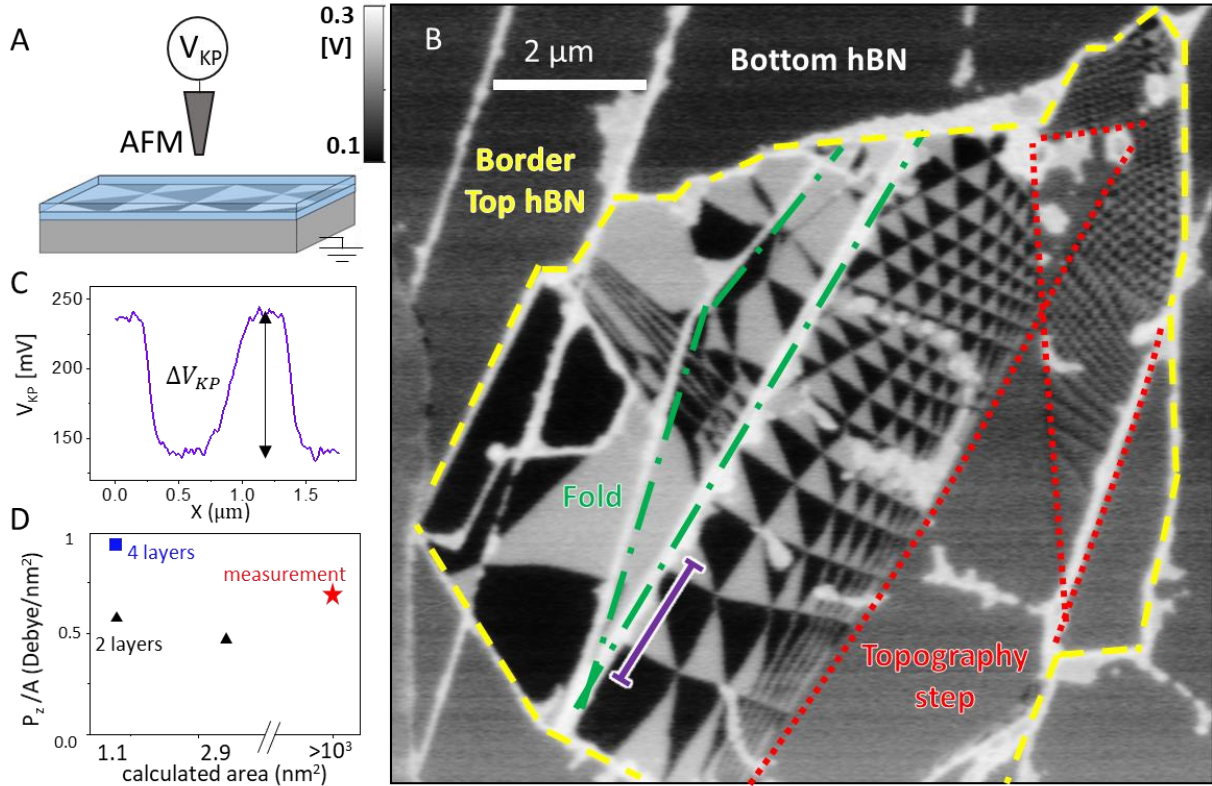 A
V_KP
AFM
0.3
[V]
0.1
B
2 μm
Bottom hBN
Border
Top hBN
Fold
Topography
step
C
250
200
150
V_KP [mV]
ΔV_KP
0.0 0.5 1.0 1.5
X (μm)
D
1
0.5
0.0
P_z/A (Debye/nm²)
4 layers
measurement
2 layers
1.1 2.9 >10³
calculated area (nm²)